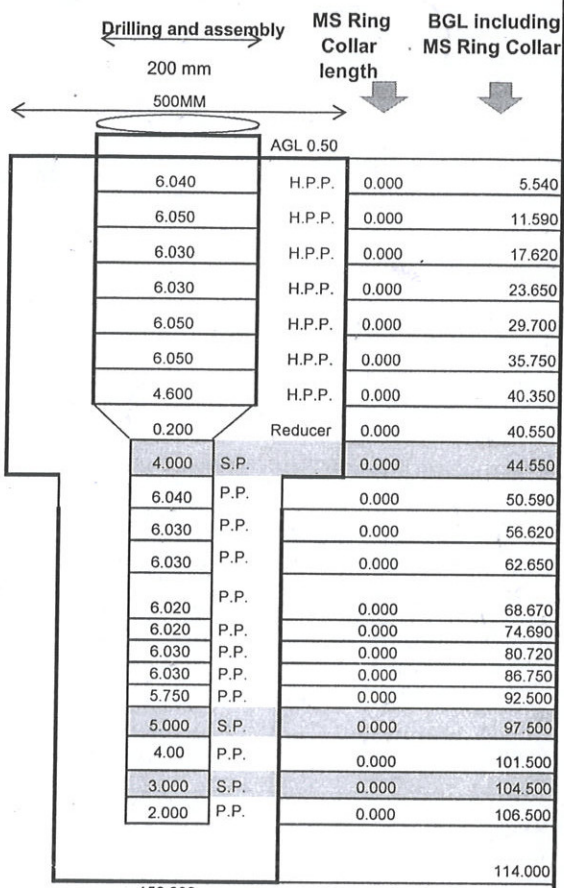 Drilling and assembly
MS Ring Collar length
BGL including MS Ring Collar
200 mm
500MM
AGL 0.50
6.040 H.P.P. 0.000 5.540
6.050 H.P.P. 0.000 11.590
6.030 H.P.P. 0.000 17.620
6.030 H.P.P. 0.000 23.650
6.050 H.P.P. 0.000 29.700
6.050 H.P.P. 0.000 35.750
4.600 H.P.P. 0.000 40.350
0.200 Reducer 0.000 40.550
4.000 S.P. 0.000 44.550
6.040 P.P. 0.000 50.590
6.030 P.P. 0.000 56.620
6.030 P.P. 0.000 62.650
6.020 P.P. 0.000 68.670
6.020 P.P. 0.000 74.690
6.030 P.P. 0.000 80.720
6.030 P.P. 0.000 86.750
5.750 P.P. 0.000 92.500
5.000 S.P. 0.000 97.500
4.00 P.P. 0.000 101.500
3.000 S.P. 0.000 104.500
2.000 P.P. 0.000 106.500
114.000